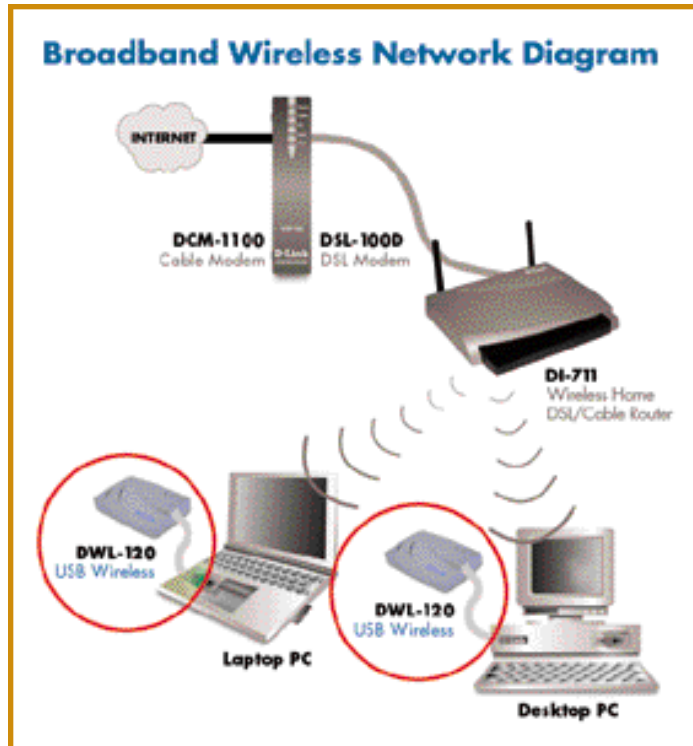 Broadband Wireless Network Diagram
INTERNET
DCM-1100
Cable Modem
DSL-100D
DSL Modem
D-Link
DI-711
Wireless Home
DSL/Cable Router
DWL-120
USB Wireless
Laptop PC
DWL-120
USB Wireless
Desktop PC